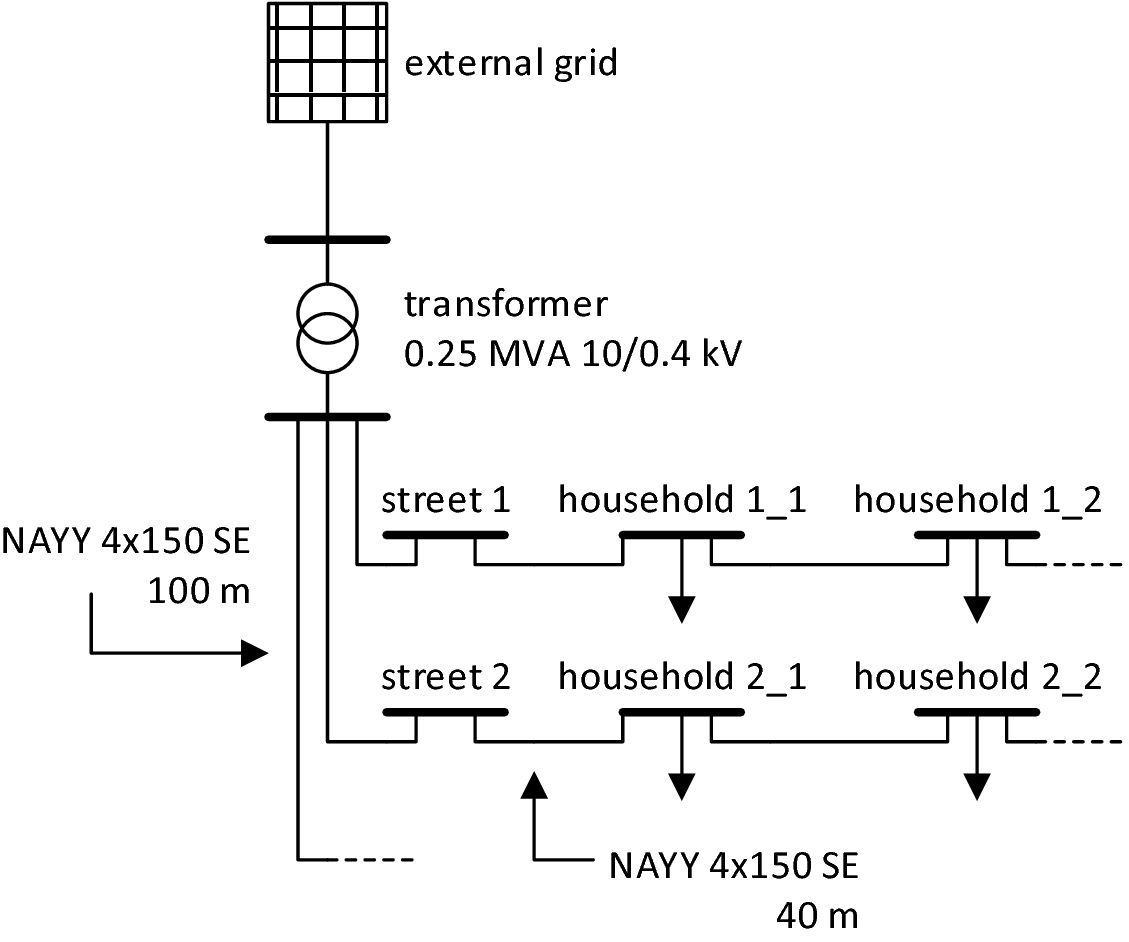 external grid
transformer
0.25 MVA 10/0.4 kV
street 1
household 1_1
household 1_2
NAYY 4x150 SE
100 m
street 2
household 2_1
household 2_2
NAYY 4x150 SE
40 m